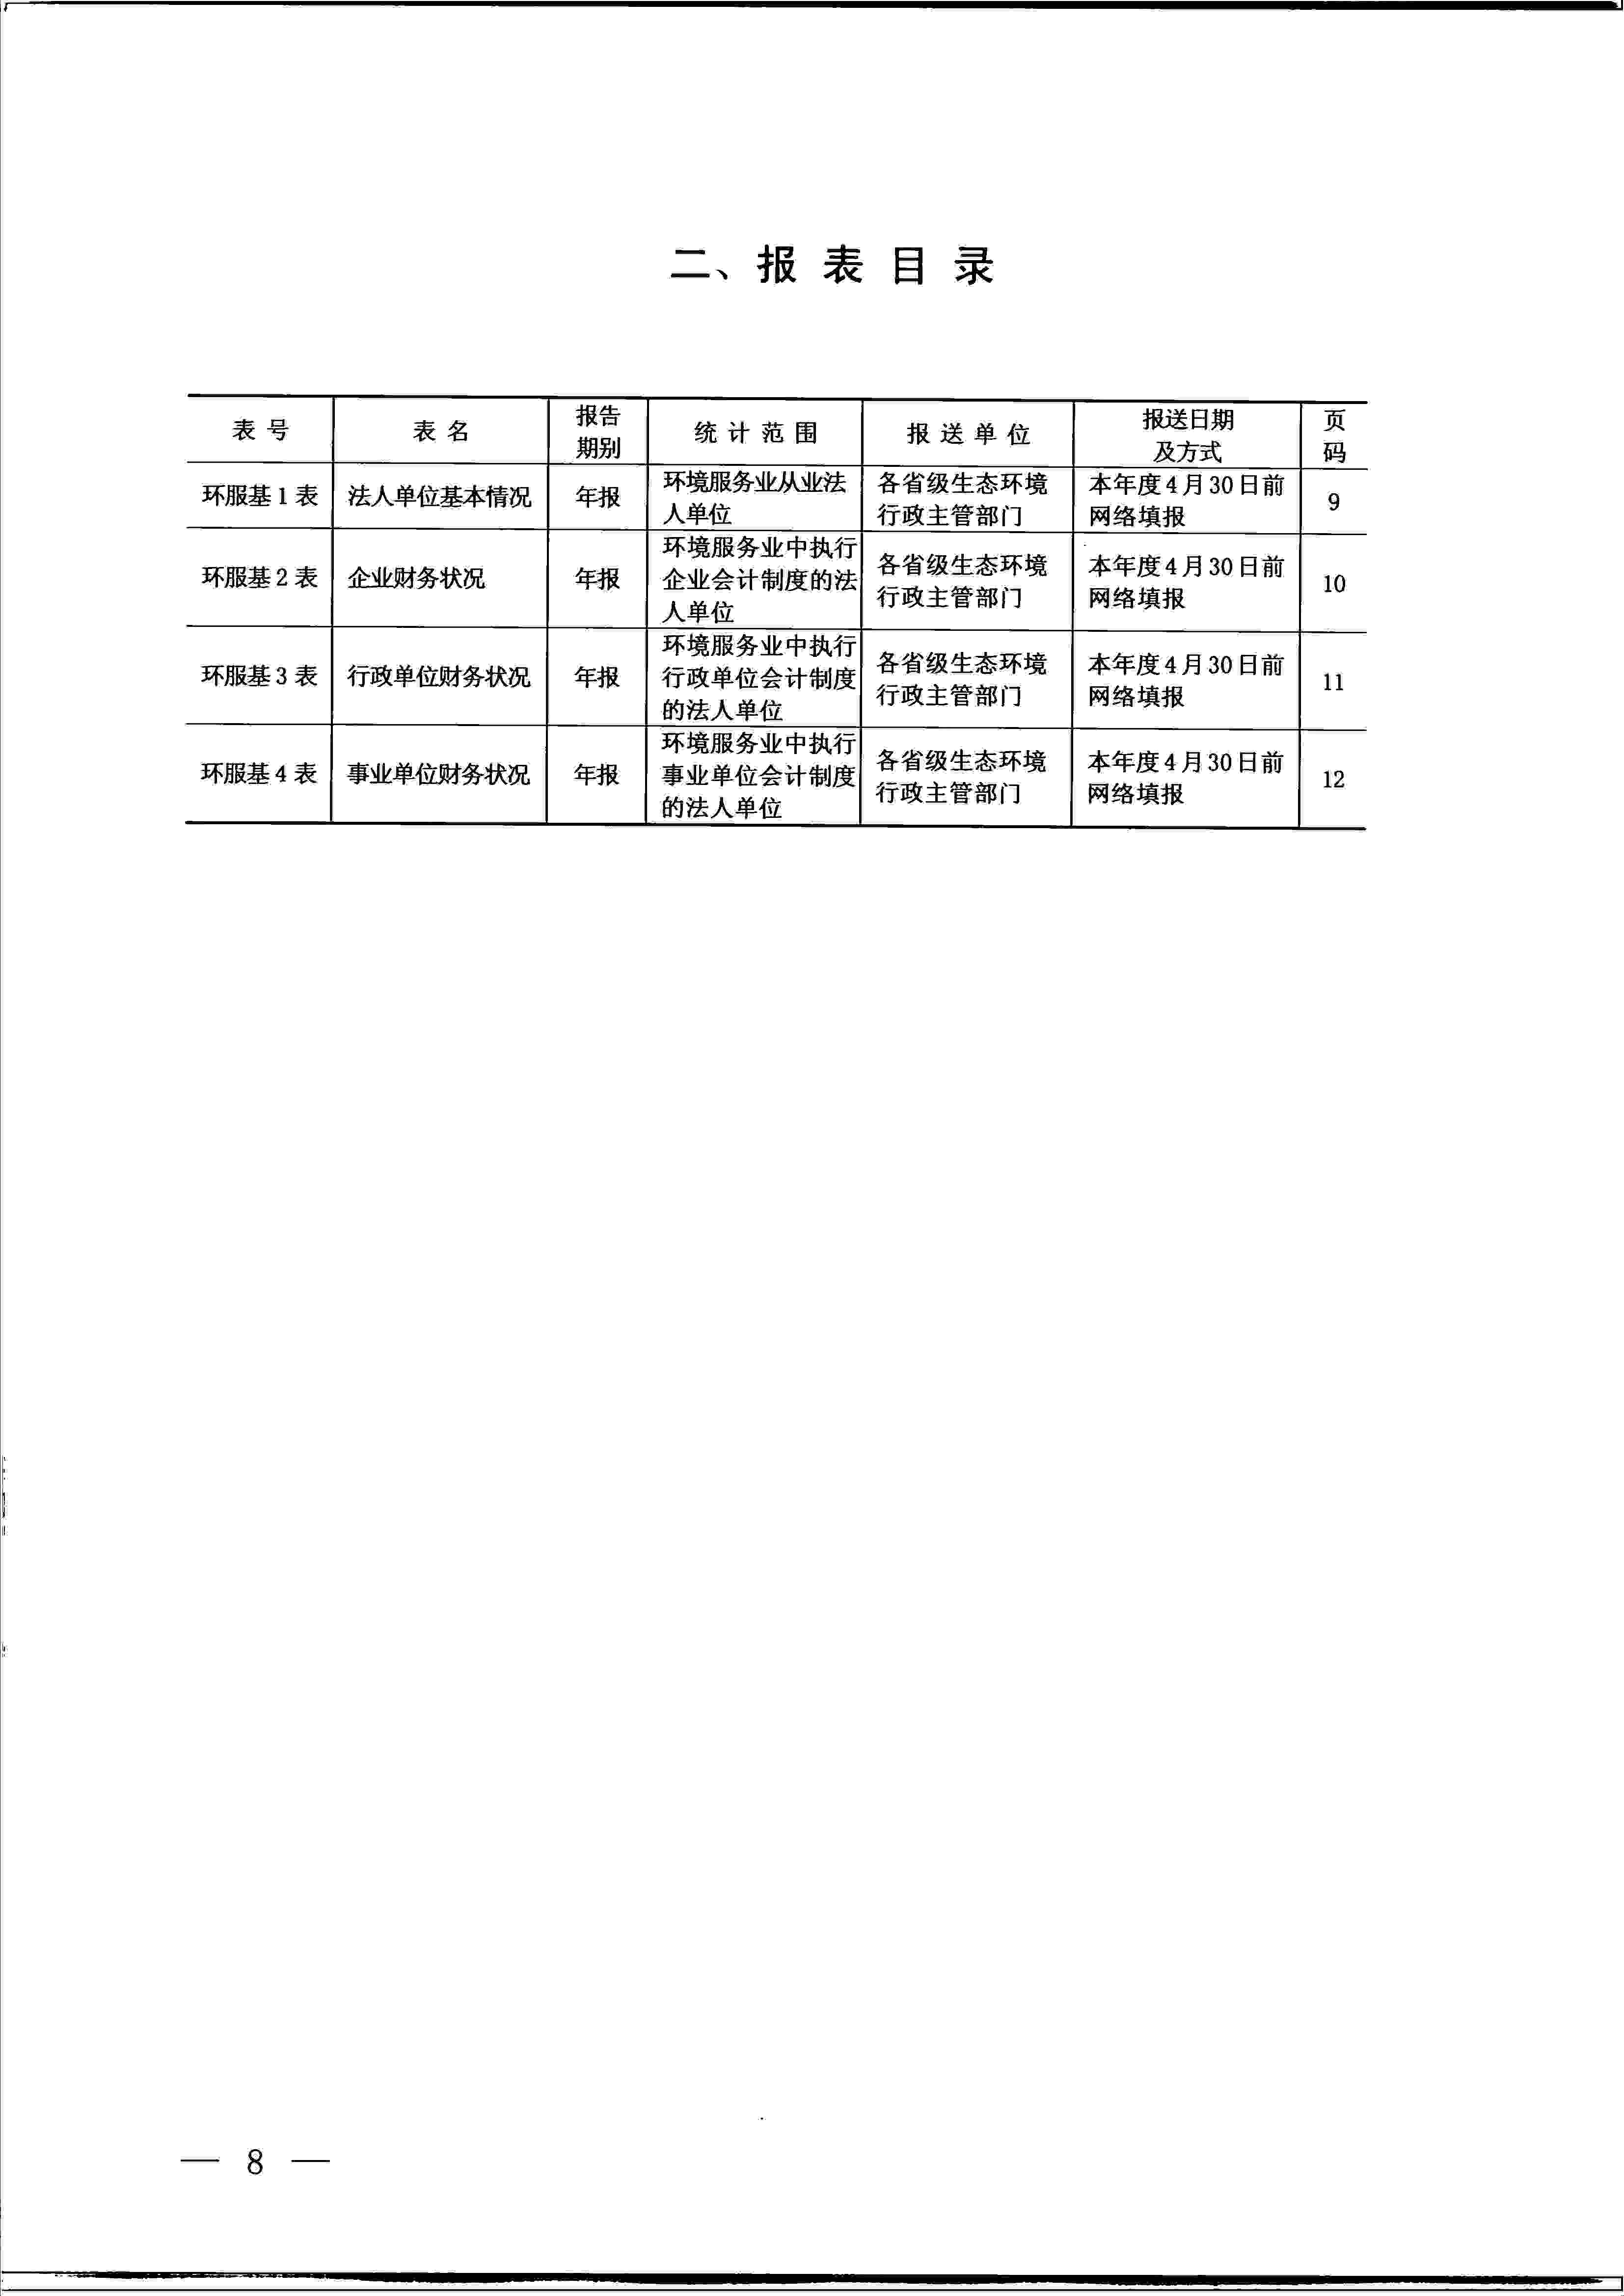 二、报 表 目 录
表 号
表 名
报告
期别
统 计 范 围
报 送 单 位
报送日期
及方式
页
码
环服基 1 表
法人单位基本情况
年报
环境服务业从业法
人单位
各省级生态环境
行政主管部门
本年度 4 月 30 日前
网络填报
9
环服基 2 表
企业财务状况
年报
环境服务业中执行
企业会计制度的法
人单位
各省级生态环境
行政主管部门
本年度 4 月 30 日前
网络填报
10
环服基 3 表
行政单位财务状况
年报
环境服务业中执行
行政单位会计制度
的法人单位
各省级生态环境
行政主管部门
本年度 4 月 30 日前
网络填报
11
环服基 4 表
事业单位财务状况
年报
环境服务业中执行
事业单位会计制度
的法人单位
各省级生态环境
行政主管部门
本年度 4 月 30 日前
网络填报
12
— 8 —